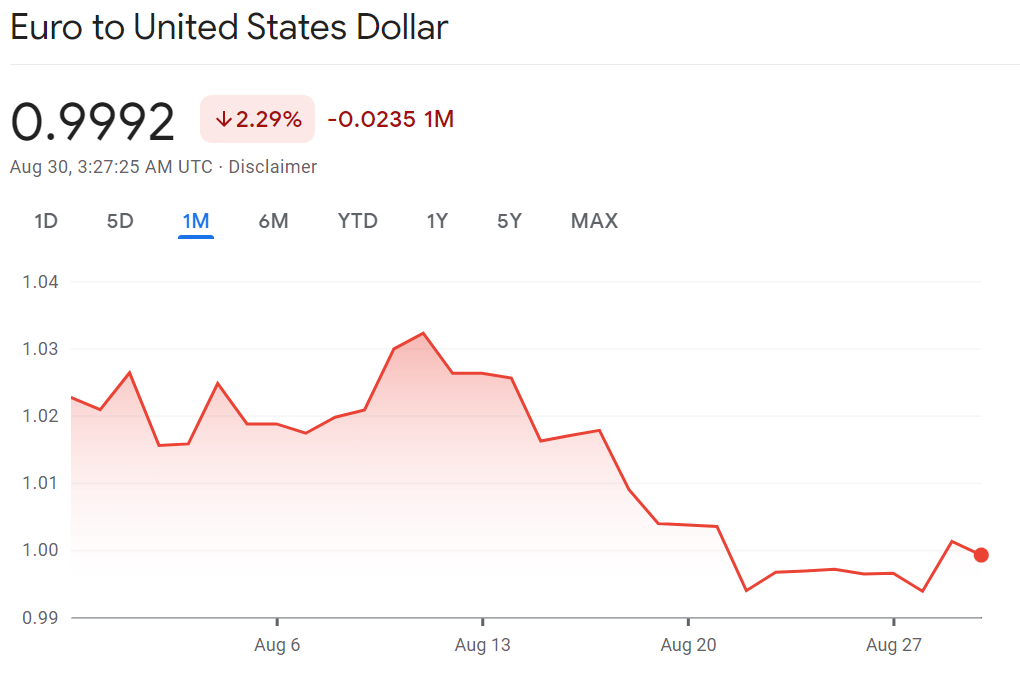 Euro to United States Dollar
0.9992 ↓2.29% -0.0235 1M
Aug 30, 3:27:25 AM UTC · Disclaimer
1D 5D 1M 6M YTD 1Y 5Y MAX
1.04
1.03
1.02
1.01
1.00
0.99
Aug 6 Aug 13 Aug 20 Aug 27